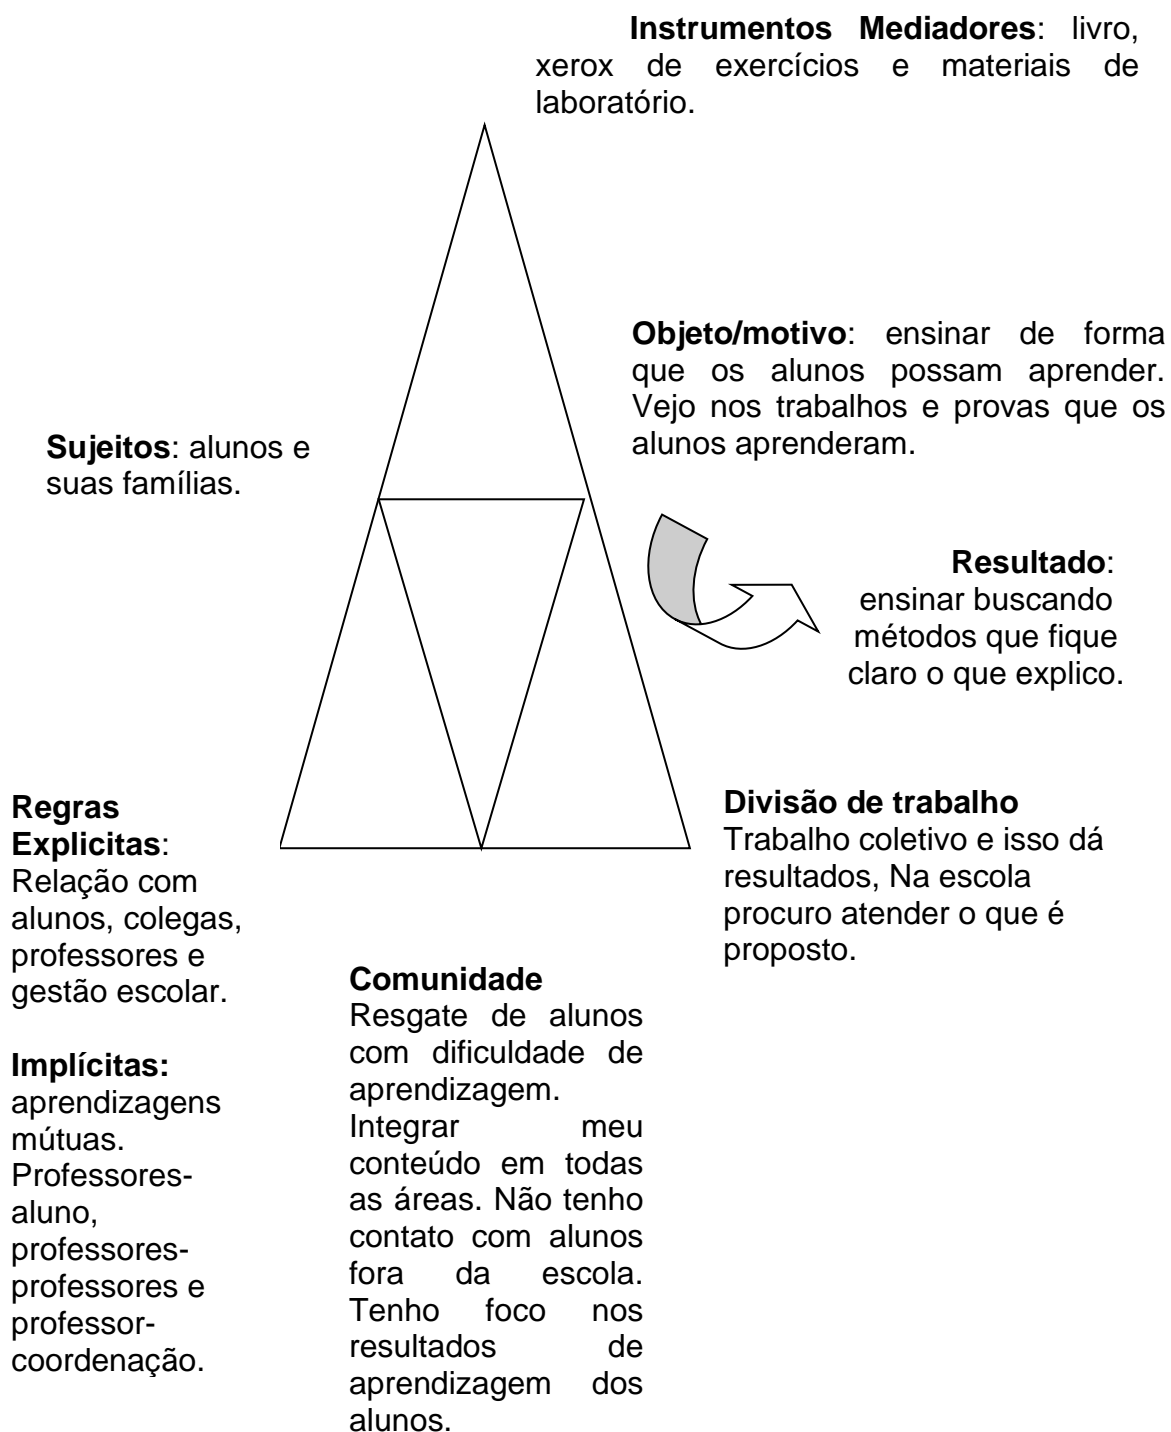 Instrumentos Mediadores: livro,
xerox de exercícios e materiais de
laboratório.
Objeto/motivo: ensinar de forma
que os alunos possam aprender.
Vejo nos trabalhos e provas que os
alunos aprenderam.
Sujeitos: alunos e
suas famílias.
Resultado:
ensinar buscando
métodos que fique
claro o que explico.
Regras
Explicitas:
Relação com
alunos, colegas,
professores e
gestão escolar.
Implícitas:
aprendizagens
mútuas.
Professores-
aluno,
professores-
professores e
professor-
coordenação.
Comunidade
Resgate de alunos
com dificuldade de
aprendizagem.
Integrar meu
conteúdo em todas
as áreas. Não tenho
contato com alunos
fora da escola.
Tenho foco nos
resultados de
aprendizagem dos
alunos.
Divisão de trabalho
Trabalho coletivo e isso dá
resultados, Na escola
procuro atender o que é
proposto.